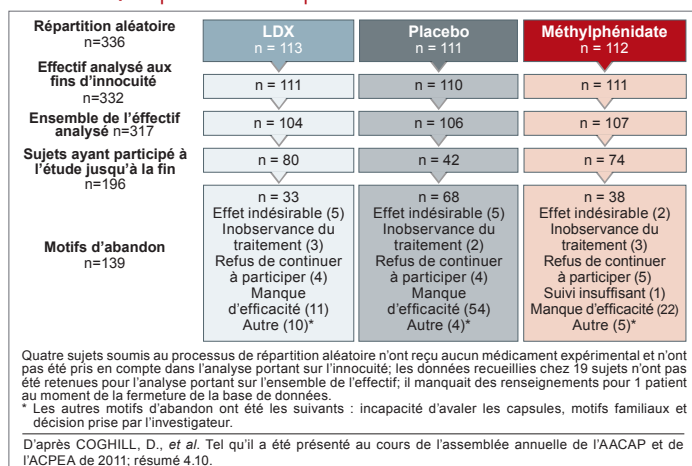 Répartition aléatoire
n=336
LDX
n = 113
Placebo
n = 111
Méthylphénidate
n = 112
Effectif analysé aux
fins d'innocuité
n=332
n = 111
n = 110
n = 111
Ensemble de l'éffectif
analysé n=317
n = 104
n = 106
n = 107
Sujets ayant participé à
l'étude jusqu'à la fin
n=196
n = 80
n = 42
n = 74
Motifs d'abandon
n=139
n = 33
Effet indésirable (5)
Inobservance du
traitement (3)
Refus de continuer
à participer (4)
Manque
d'efficacité (11)
Autre (10)*
n = 68
Effet indésirable (5)
Inobservance du
traitement (2)
Refus de continuer
à participer (4)
Manque
d'efficacité (54)
Autre (4)*
n = 38
Effet indésirable (2)
Inobservance du
traitement (3)
Refus de continuer
à participer (5)
Suivi insuffisant (1)
Manque d'efficacité (22)
Autre (5)*
Quatre sujets soumis au processus de répartition aléatoire n'ont reçu aucun médicament expérimental et n'ont
pas été pris en compte dans l'analyse portant sur l'innocuité; les données recueillies chez 19 sujets n'ont pas
été retenues pour l'analyse portant sur l'ensemble de l'effectif; il manquait des renseignements pour 1 patient
au moment de la fermeture de la base de données.
* Les autres motifs d'abandon ont été les suivants : incapacité d'avaler les capsules, motifs familiaux et
décision prise par l'investigateur.
D'après COGHILL, D., et al. Tel qu'il a été présenté au cours de l'assemblée annuelle de l'AACAP et de
l'ACPEA de 2011; résumé 4.10.